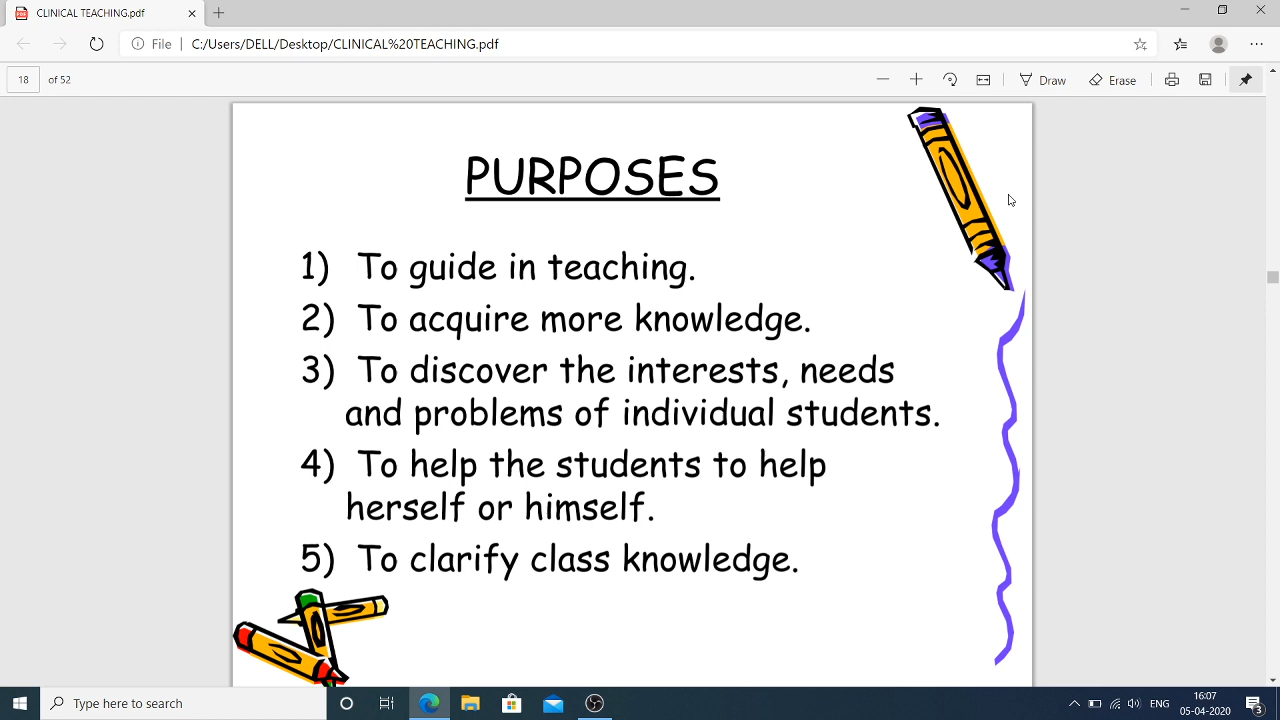 CLINICAL TEACHING.pdf
File C:/Users/DELL/Desktop/CLINICAL%20TEACHING.pdf
18 of 52 Draw Erase
PURPOSES
1) To guide in teaching.
2) To acquire more knowledge.
3) To discover the interests, needs
and problems of individual students.
4) To help the students to help
herself or himself.
5) To clarify class knowledge.
Type here to search
ENG
16:07
05-04-2020
3